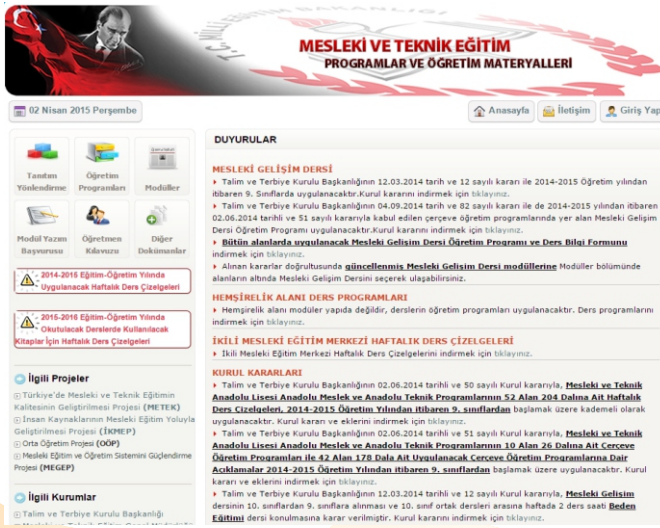 T.C. MİLLÎ EĞİTİM BAKANLIĞI
MESLEKİ VE TEKNİK EĞİTİM
PROGRAMLAR VE ÖĞRETİM MATERYALLERİ
02 Nisan 2015 Perşembe
Anasayfa
İletişim
Giriş Yap
Tanıtım
Yönlendirme
Öğretim
Programları
Modüller
Modül Yazım
Başvurusu
Öğretmen
Kılavuzu
Diğer
Dokümanlar
2014-2015 Eğitim-Öğretim Yılında
Uygulanacak Haftalık Ders Çizelgeleri
2015-2016 Eğitim-Öğretim Yılında
Okutulacak Derslerde Kullanılacak
Kitaplar İçin Haftalık Ders Çizelgeleri
İlgili Projeler
Türkiye'de Mesleki ve Teknik Eğitimin
Kalitesinin Geliştirilmesi Projesi (METEK)
İnsan Kaynaklarının Mesleki Eğitim Yoluyla
Geliştirilmesi Projesi (İKMEP)
Orta Öğretim Projesi (OÖP)
Mesleki Eğitim ve Öğretim Sistemini Güçlendirme
Projesi (MEGEP)
İlgili Kurumlar
Talim ve Terbiye Kurulu Başkanlığı
DUYURULAR
MESLEKİ GELİŞİM DERSİ
Talim ve Terbiye Kurulu Başkanlığının 12.03.2014 tarih ve 12 sayılı kararı ile 2014-2015 Öğretim yılından
itibaren 9. Sınıflarda uygulanacaktır.Kurul kararını indirmek için tıklayınız.
Talim ve Terbiye Kurulu Başkanlığının 04.09.2014 tarih ve 82 sayılı karar ile de 2014-2015 yılından itibaren
02.06.2014 tarihli ve 51 sayılı kararıyla kabul edilen çerçeve öğretim programlarında yer alan Mesleki Gelişim
Dersi Öğretim Programı uygulanacaktır.Kurul kararını indirmek için tıklayınız.
Bütün alanlarda uygulanacak Mesleki Gelişim Dersi Öğretim Programı ve Ders Bilgi Formunu
indirmek için tıklayınız.
Alınan kararlar doğrultusunda güncellenmiş Mesleki Gelişim Dersi modüllerine Modüller bölümünde
alanların altında Mesleki Gelişim Dersini seçerek ulaşabilirsiniz.
HEMŞİRELİK ALANI DERS PROGRAMLARI
Hemşirelik alanı modüler yapıda değildir, derslerin öğretim programları uygulanacaktır. Ders programlarını
indirmek için tıklayınız.
İKİLİ MESLEKİ EĞİTİM MERKEZİ HAFTALIK DERS ÇİZELGELERİ
İkili Mesleki Eğitim Merkezi Haftalık Ders Çizelgelerini indirmek için tıklayınız.
KURUL KARARLARI
Talim ve Terbiye Kurulu Başkanlığının 02.06.2014 tarihli ve 50 sayılı Kurul kararıyla, Mesleki ve Teknik
Anadolu Lisesi Anadolu Meslek ve Anadolu Teknik Programlarının 52 Alan 204 Dalına Ait Haftalık
Ders Çizelgeleri, 2014-2015 Öğretim Yılından itibaren 9. sınıflardan başlamak üzere kademeli olarak
uygulanacaktır. Kurul kararı ve eklerini indirmek için tıklayınız.
Talim ve Terbiye Kurulu Başkanlığının 02.06.2014 tarihli ve 51 sayılı Kurul kararıyla, Mesleki ve Teknik
Anadolu Lisesi Anadolu Meslek ve Anadolu Teknik Programlarının 10 Alan 26 Dalına Ait Çerçeve
Öğretim Programları ile 42 Alan 178 Dala Ait Uygulanacak Çerçeve Öğretim Programlarına Dair
Açıklamalar 2014-2015 Öğretim Yılından itibaren 9. sınıflardan başlamak üzere uygulanacaktır. Kurul
kararı ve eklerini indirmek için tıklayınız.
Talim ve Terbiye Kurulu Başkanlığının 12.03.2014 tarihli ve 12 sayılı Kurul kararıyla, Mesleki Gelişim
dersinin 10. sınıflardan 9. sınıflara alınması ve 10. sınıf ortak dersleri arasına haftada 2 ders saati Beden
Eğitimi dersi konulmasına karar verilmiştir. Kurul kararını indirmek için tıklayınız.